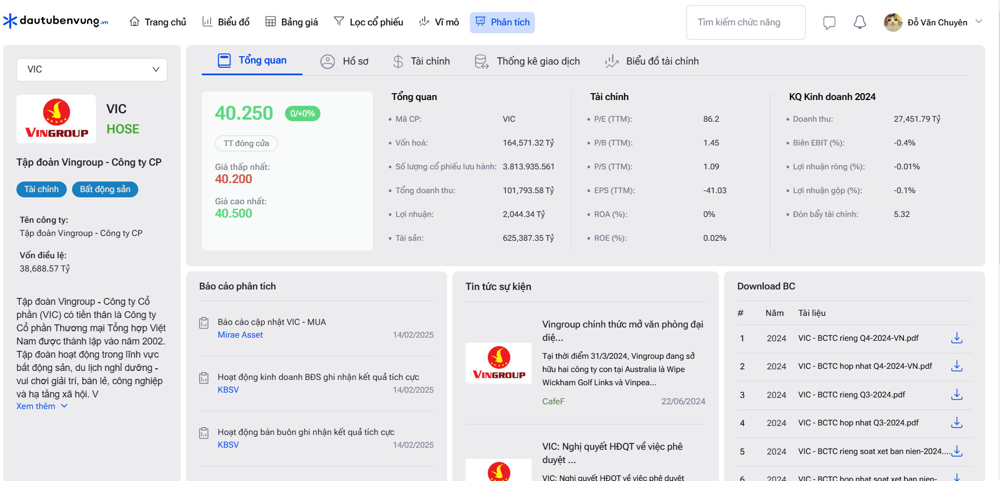 dautubenvung.vn
Trang chủ
Biểu đồ
Bảng giá
Lọc cổ phiếu
Vĩ mô
Phân tích
Tìm kiếm chức năng
Đỗ Văn Chuyên
VIC
VINGROUP
VIC
HOSE
Tập đoàn Vingroup - Công ty CP
Tài chính
Bất động sản
Tên công ty:
Tập đoàn Vingroup - Công ty CP
Vốn điều lệ:
38,688.57 Tỷ
Tập đoàn Vingroup - Công ty Cổ
phần (VIC) có tiền thân là Công ty
Cổ phần Thương mại Tổng hợp Việt
Nam được thành lập vào năm 2002.
Tập đoàn hoạt động trong lĩnh vực
bất động sản, du lịch nghỉ dưỡng -
vui chơi giải trí, bán lẻ, công nghiệp
và hạ tầng xã hội. V
Xem thêm
Tổng quan
Hồ sơ
Tài chính
Thống kê giao dịch
Biểu đồ tài chính
40.250
0/+0%
TT đóng cửa
Giá thấp nhất:
40.200
Giá cao nhất:
40.500
Tổng quan
Mã CP: VIC
Vốn hoá: 164,571.32 Tỷ
Số lượng cổ phiếu lưu hành: 3.813.935.561
Tổng doanh thu: 101,793.58 Tỷ
Lợi nhuận: 2,044.34 Tỷ
Tài sản: 625,387.35 Tỷ
Tài chính
P/E (TTM): 86.2
P/B (TTM): 1.45
P/S (TTM): 1.09
EPS (TTM): -41.03
ROA (%): 0%
ROE (%): 0.02%
KQ Kinh doanh 2024
Doanh thu: 27,451.79 Tỷ
Biên EBIT (%): -0.4%
Lợi nhuận ròng (%): -0.01%
Lợi nhuận gộp (%): -0.1%
Đòn bẩy tài chính: 5.32
Báo cáo phân tích
Báo cáo cập nhật VIC - MUA
Mirae Asset 14/02/2025
Hoạt động kinh doanh BĐS ghi nhận kết quả tích cực
KBSV 14/02/2025
Hoạt động bán buôn ghi nhận kết quả tích cực
KBSV 14/02/2025
Tin tức sự kiện
VINGROUP
Vingroup chính thức mở văn phòng đại
diệ...
Tại thời điểm 31/3/2024, Vingroup đang sở
hữu hai công ty con tại Australia là Wipe
Wickham Golf Links và Vinpea...
CafeF 22/06/2024
VIC: Nghị quyết HĐQT về việc phê
duyệt ...
VIC: Nghị quyết HĐQT về việc phê duyệt
Download BC
# Năm Tài liệu
1 2024 VIC - BCTC rieng Q4-2024-VN.pdf
2 2024 VIC - BCTC hop nhat Q4-2024-VN.pdf
3 2024 VIC - BCTC rieng Q3-2024.pdf
4 2024 VIC - BCTC hop nhat Q3-2024.pdf
5 2024 VIC - BCTC rieng soat xet ban nien-2024....
6 2024 VIC - BCTC hop nhat soat xet ban nien-